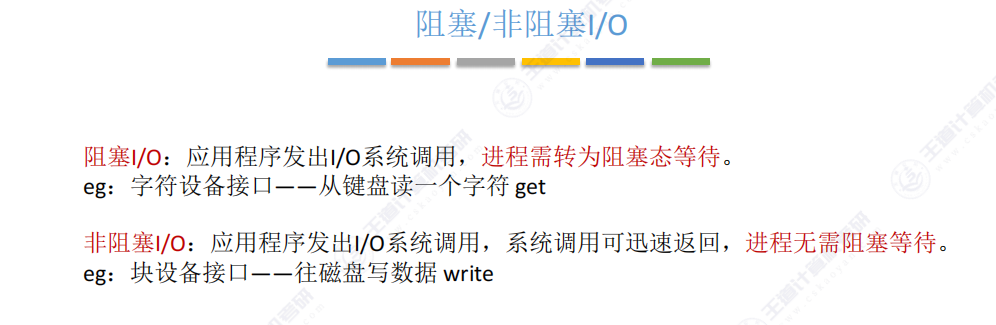 阻塞/非阻塞I/O
阻塞I/O：应用程序发出I/O系统调用，进程需转为阻塞态等待。
eg：字符设备接口——从键盘读一个字符 get
非阻塞I/O：应用程序发出I/O系统调用，系统调用可迅速返回，进程无需阻塞等待。
eg：块设备接口——往磁盘写数据 write